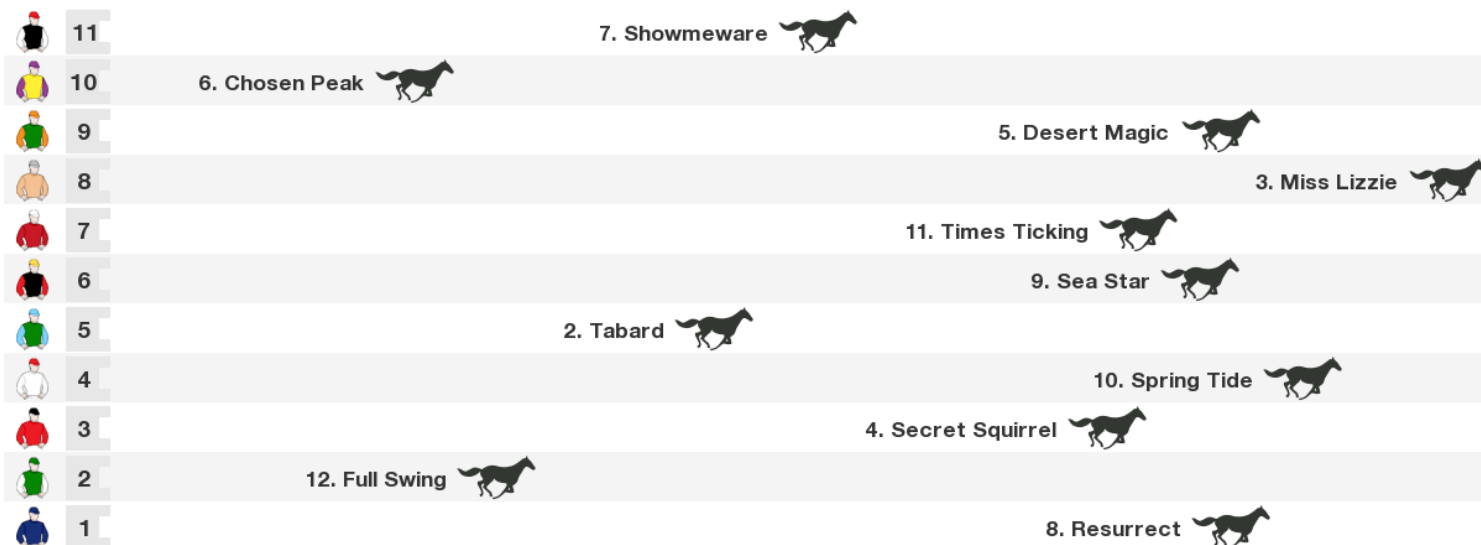 11 7. Showmeware
10 6. Chosen Peak
9 5. Desert Magic
8 3. Miss Lizzie
7 11. Times Ticking
6 9. Sea Star
5 2. Tabard
4 10. Spring Tide
3 4. Secret Squirrel
2 12. Full Swing
1 8. Resurrect